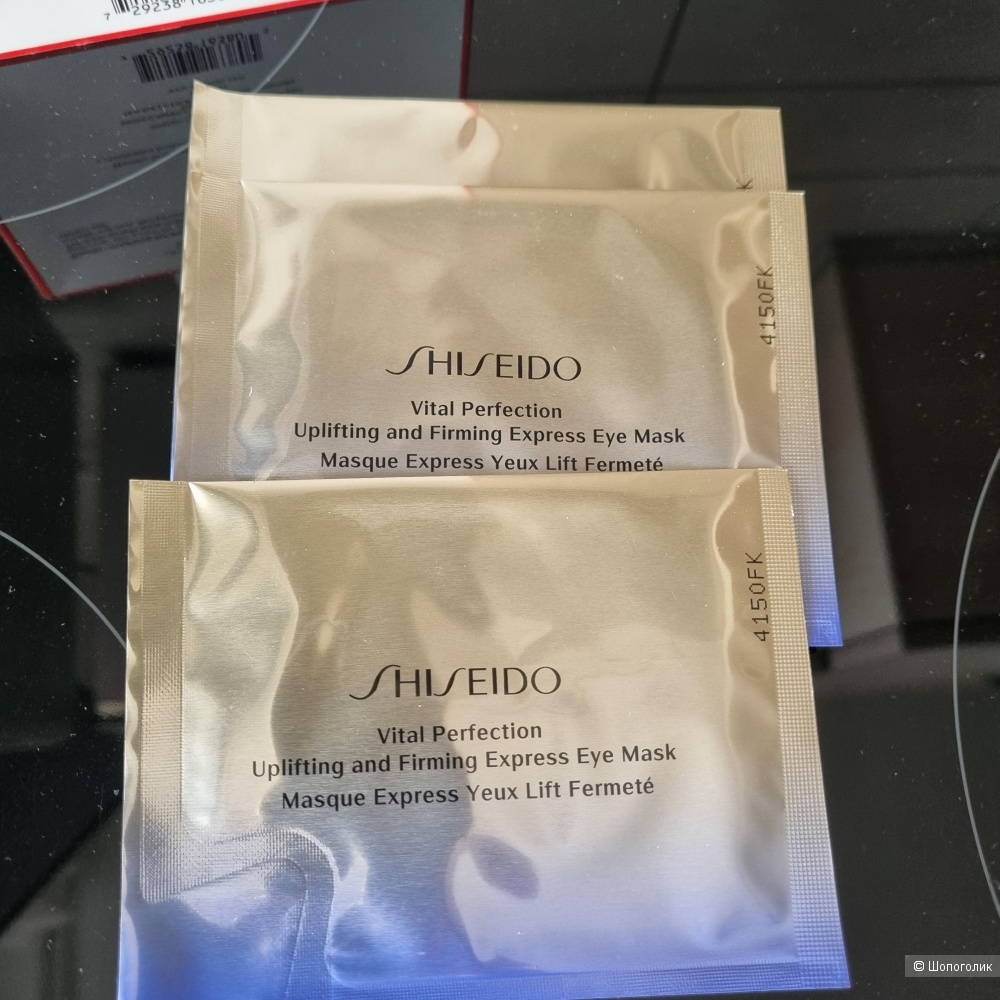 K
4150FK
SHISEIDO
Vital Perfection
Uplifting and Firming Express Eye Mask
Masque Express Yeux Lift Fermeté
4150FK
SHISEIDO
Vital Perfection
Uplifting and Firming Express Eye Mask
Masque Express Yeux Lift Fermeté
© Шопоголик